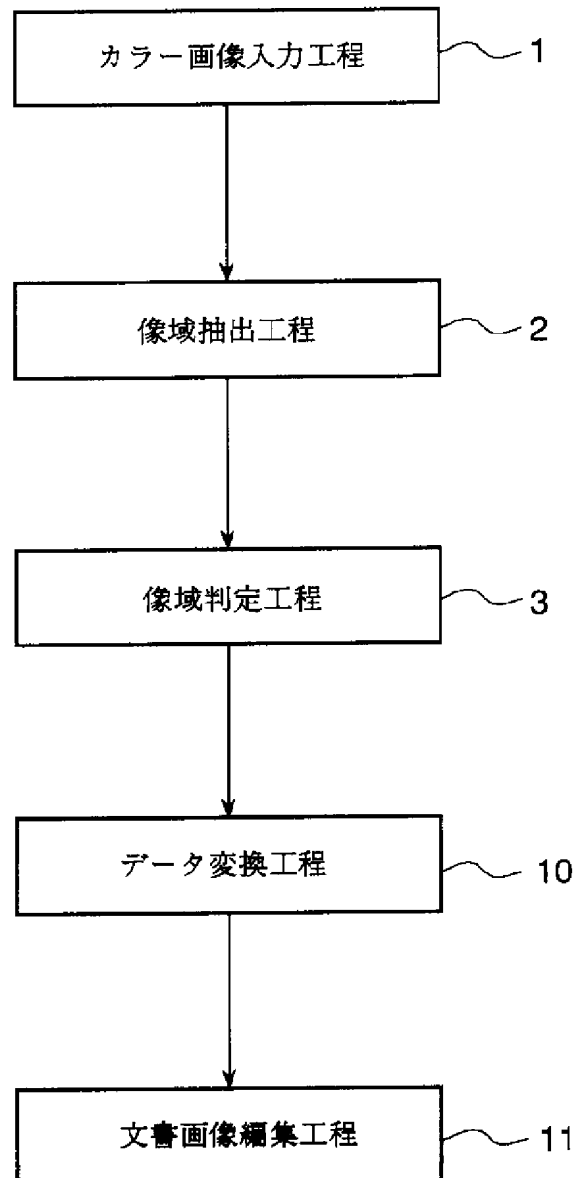 カラー画像入力工程
1
像域抽出工程
2
像域判定工程
3
データ変換工程
10
文書画像編集工程
11